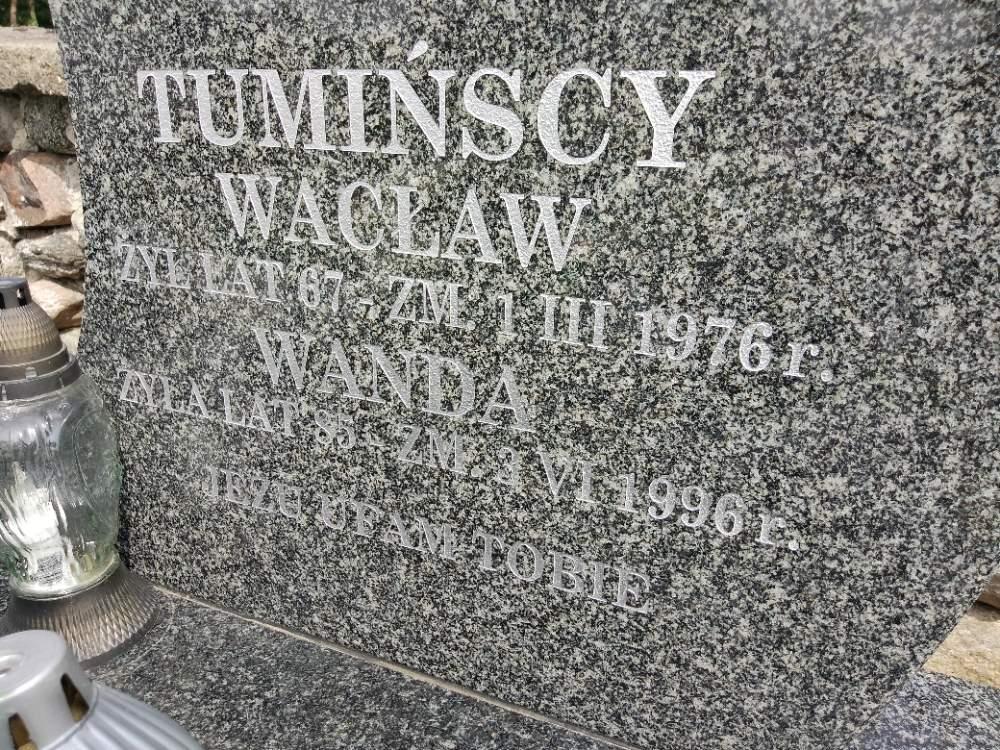 TUMIŃSCY
WACŁAW
ŻYŁ LAT 67 - ZM. 1 III 1976 r.
WANDA
ŻYŁA LAT 85 - ZM. 3 VI 1996 r.
JEZU UFAM TOBIE